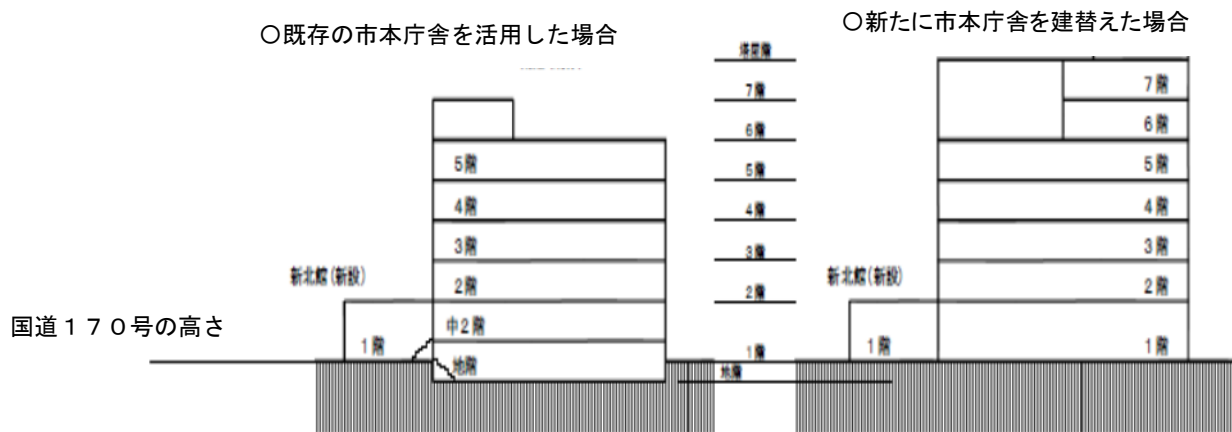 ○既存の市本庁舎を活用した場合
5階
4階
3階
2階
中2階
地階
新北館(新設)
1階
国道170号の高さ
塔屋階
7階
6階
5階
4階
3階
2階
1階
地階
○新たに市本庁舎を建替えた場合
7階
6階
5階
4階
3階
2階
1階
新北館(新設)
1階